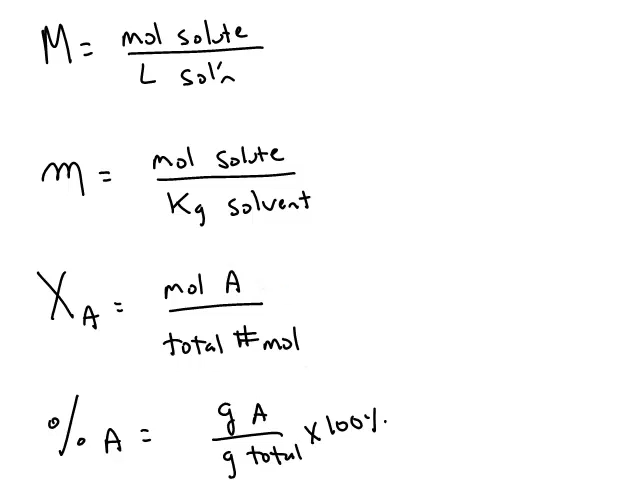 M = mol solute / L sol'n
m = mol solute / Kg solvent
X_A = mol A / total # mol
% A = g A / g total × 100%